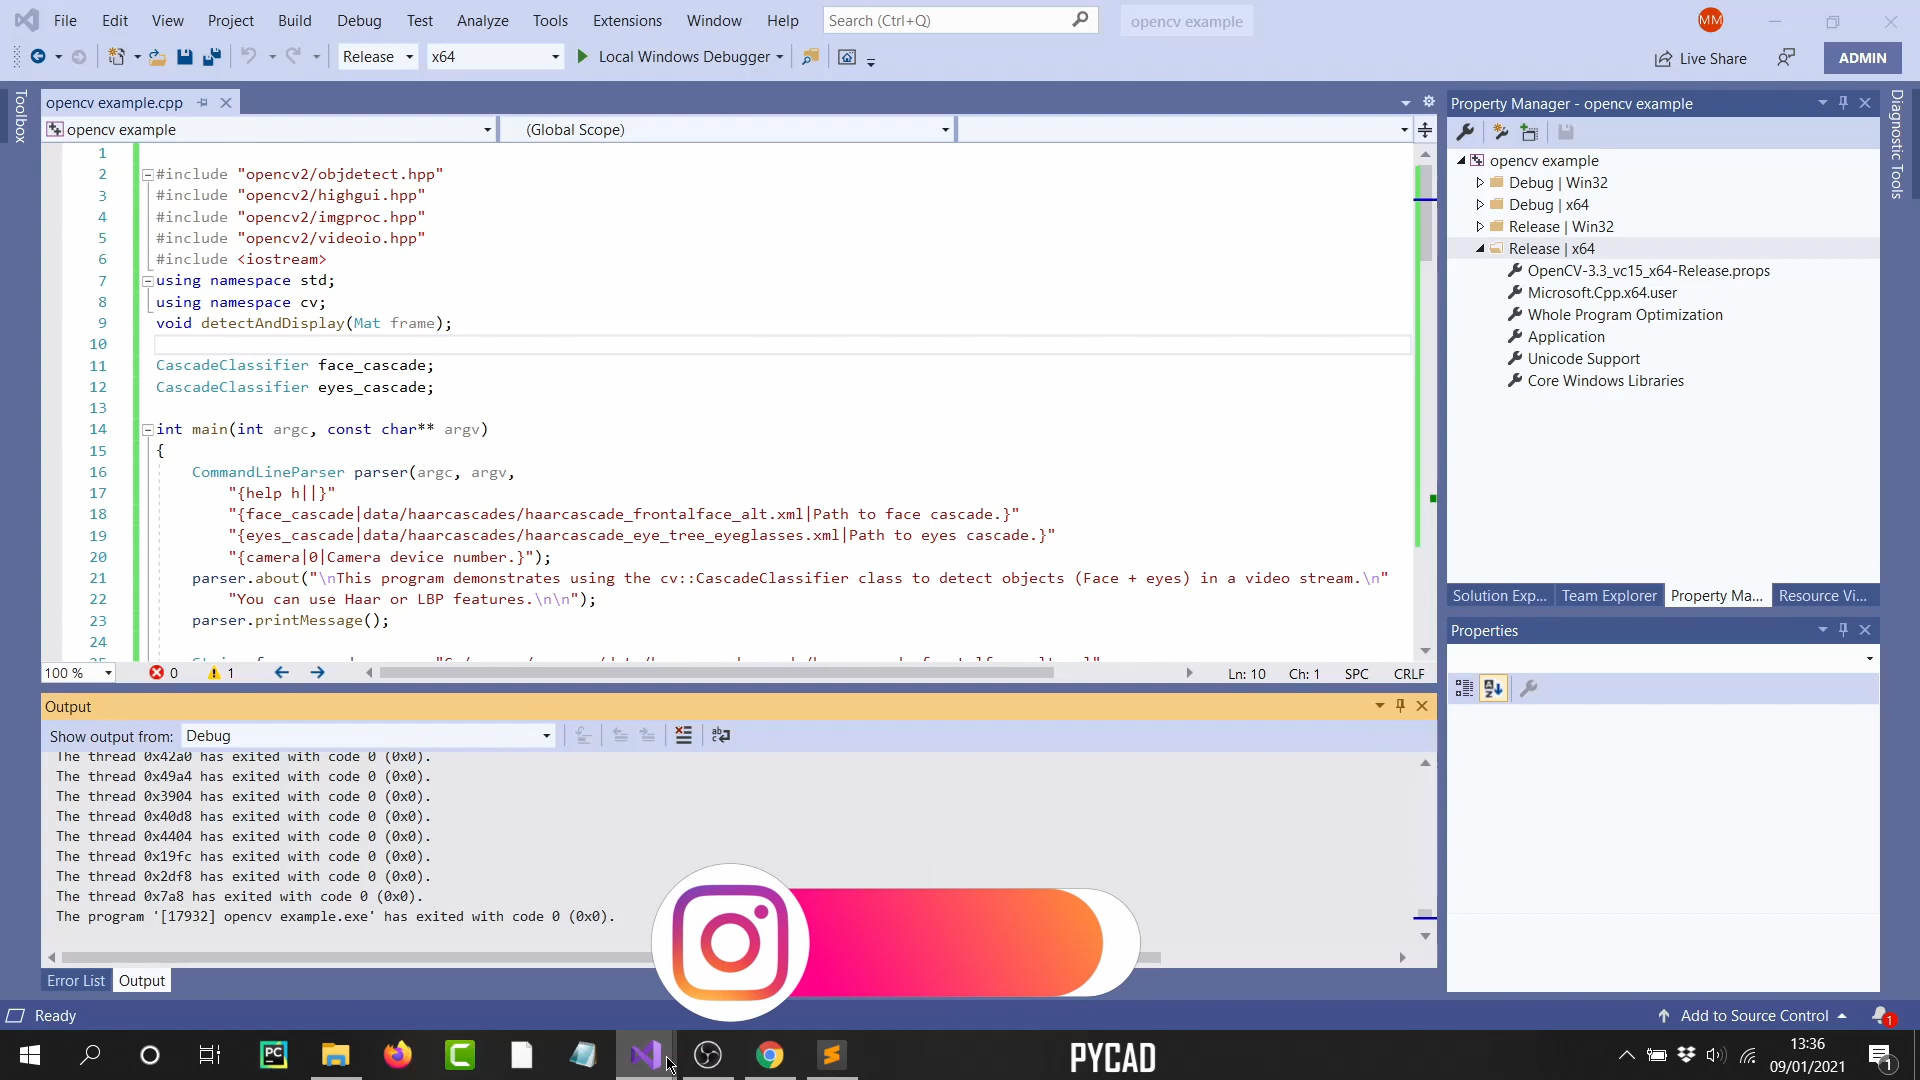 File Edit View Project Build Debug Test Analyze Tools Extensions Window Help Search (Ctrl+Q) opencv example MM
Release x64 Local Windows Debugger Live Share ADMIN
Toolbox
opencv example.cpp
opencv example (Global Scope)
1
2 #include "opencv2/objdetect.hpp"
3 #include "opencv2/highgui.hpp"
4 #include "opencv2/imgproc.hpp"
5 #include "opencv2/videoio.hpp"
6 #include <iostream>
7 using namespace std;
8 using namespace cv;
9 void detectAndDisplay(Mat frame);
10
11 CascadeClassifier face_cascade;
12 CascadeClassifier eyes_cascade;
13
14 int main(int argc, const char** argv)
15 {
16 CommandLineParser parser(argc, argv,
17 "{help h||}"
18 "{face_cascade|data/haarcascades/haarcascade_frontalface_alt.xml|Path to face cascade.}"
19 "{eyes_cascade|data/haarcascades/haarcascade_eye_tree_eyeglasses.xml|Path to eyes cascade.}"
20 "{camera|0|Camera device number.}");
21 parser.about("\nThis program demonstrates using the cv::CascadeClassifier class to detect objects (Face + eyes) in a video stream.\n"
22 "You can use Haar or LBP features.\n\n");
23 parser.printMessage();
24
100 % 0 1 Ln: 10 Ch: 1 SPC CRLF
Output
Show output from: Debug
The thread 0x42a0 has exited with code 0 (0x0).
The thread 0x49a4 has exited with code 0 (0x0).
The thread 0x3904 has exited with code 0 (0x0).
The thread 0x40d8 has exited with code 0 (0x0).
The thread 0x4404 has exited with code 0 (0x0).
The thread 0x19fc has exited with code 0 (0x0).
The thread 0x2df8 has exited with code 0 (0x0).
The thread 0x7a8 has exited with code 0 (0x0).
The program '[17932] opencv example.exe' has exited with code 0 (0x0).
Error List Output
Property Manager - opencv example
opencv example
Debug | Win32
Debug | x64
Release | Win32
Release | x64
OpenCV-3.3_vc15_x64-Release.props
Microsoft.Cpp.x64.user
Whole Program Optimization
Application
Unicode Support
Core Windows Libraries
Solution Exp... Team Explorer Property Ma... Resource Vi...
Properties
Diagnostic Tools
Ready Add to Source Control 1
PYCAD
13:36
09/01/2021
1